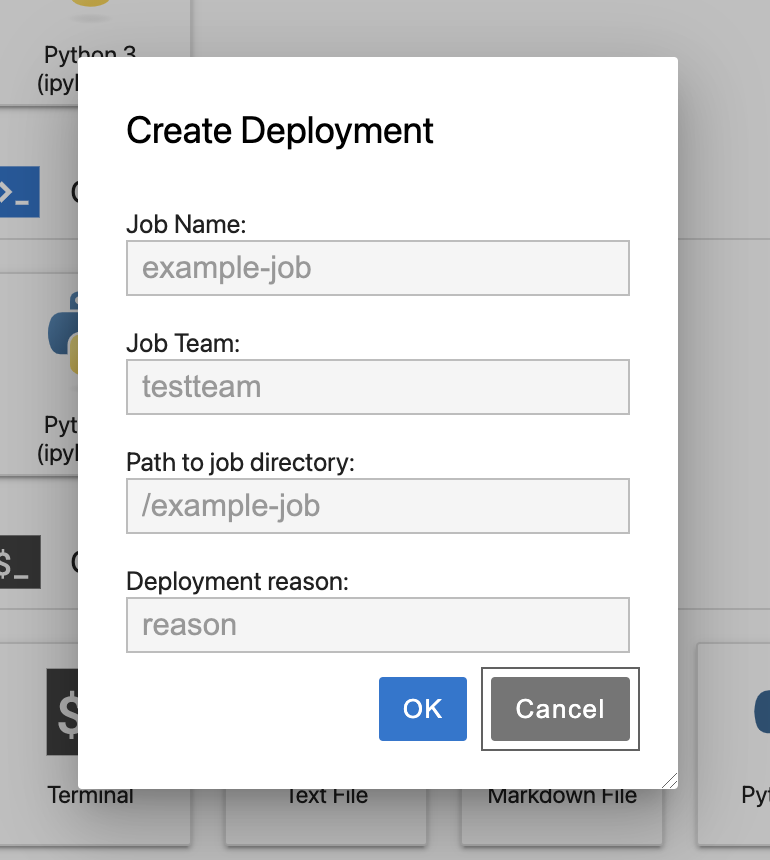 Python 3
(ipyl
Create Deployment
Job Name:
example-job
Job Team:
testteam
Path to job directory:
/example-job
Pyt
(ipyl
Deployment reason:
reason
$_
OK
Cancel
$
Terminal
Text File
Markdown File
Pyt